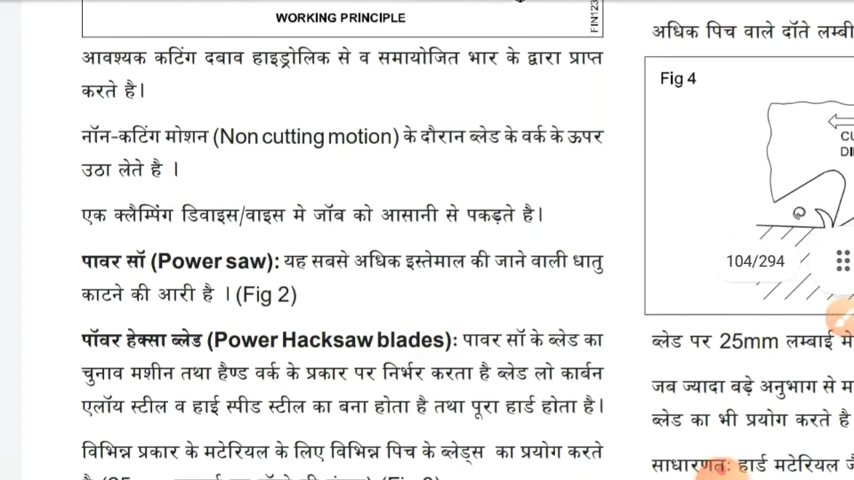 WORKING PRINCIPLE
FIN123
आवश्यक कटिंग दबाव हाइड्रोलिक से व समायोजित भार के द्वारा प्राप्त
करते है।
नॉन-कटिंग मोशन (Non cutting motion) के दौरान ब्लेड के वर्क के ऊपर
उठा लेते है ।
एक क्लैम्पिंग डिवाइस/वाइस मे जॉब को आसानी से पकड़ते है।
पावर सॉ (Power saw): यह सबसे अधिक इस्तेमाल की जाने वाली धातु
काटने की आरी है । (Fig 2)
पॉवर हेक्सा ब्लेड (Power Hacksaw blades): पावर सॉ के ब्लेड का
चुनाव मशीन तथा हैण्ड वर्क के प्रकार पर निर्भर करता है ब्लेड लो कार्बन
एलॉय स्टील व हाई स्पीड स्टील का बना होता है तथा पूरा हार्ड होता है।
विभिन्न प्रकार के मटेरियल के लिए विभिन्न पिच के ब्लेड्स का प्रयोग करते
अधिक पिच वाले दाँते लम्बी
Fig 4
104/294
ब्लेड पर 25mm लम्बाई मे
जब ज्यादा बड़े अनुभाग से म
ब्लेड का भी प्रयोग करते है
साधारणतः हार्ड मटेरियल